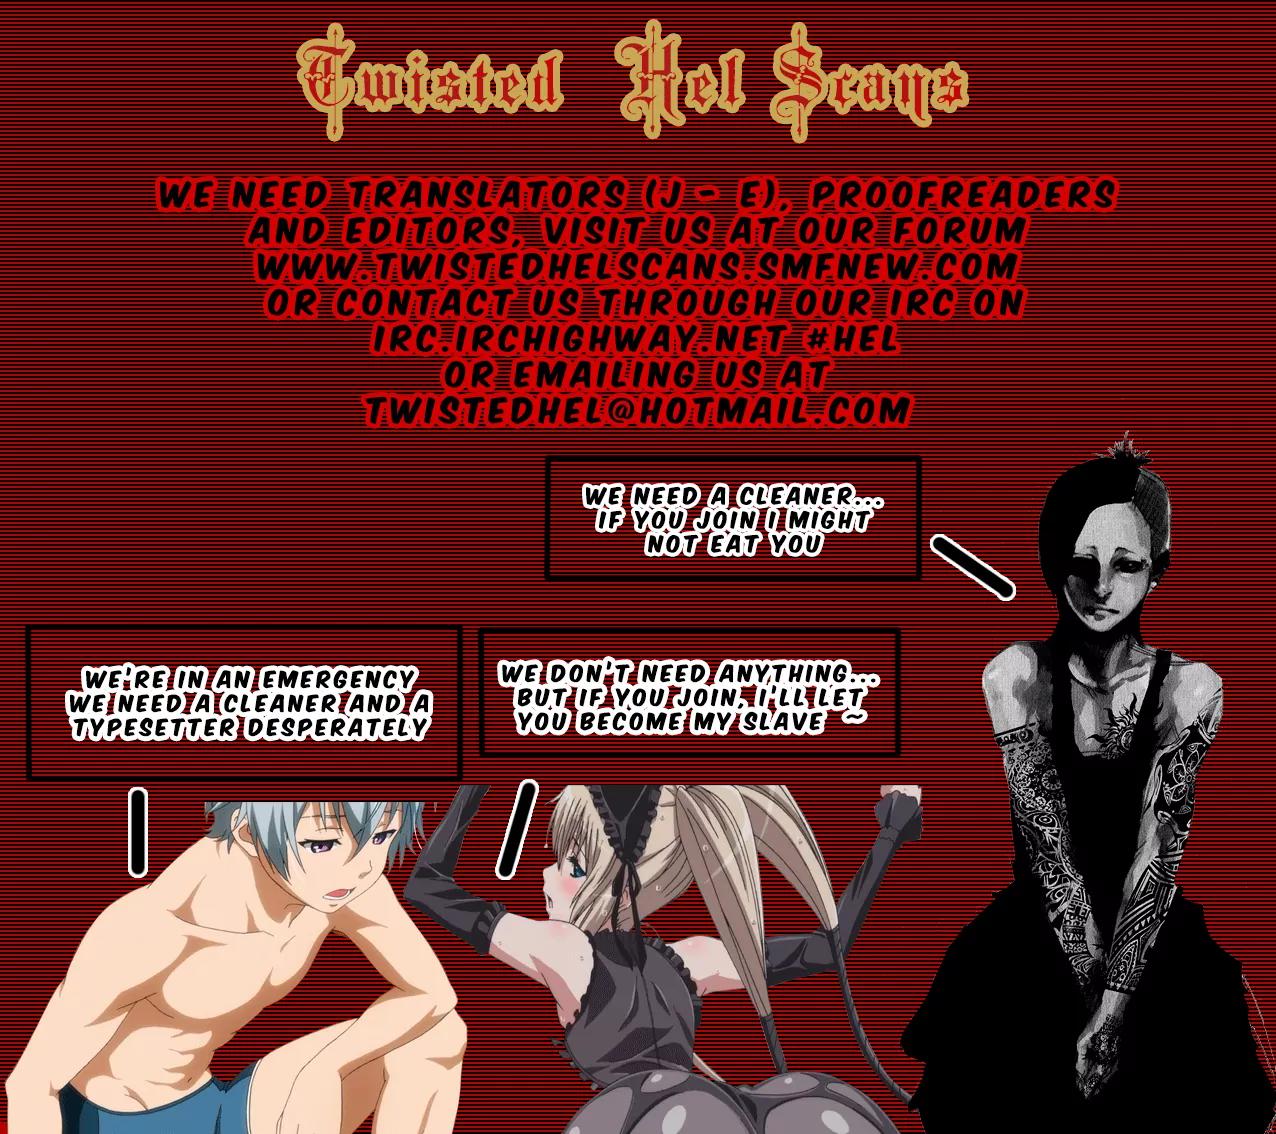 Twisted Hel Scans
WE NEED TRANSLATORS (J - E), PROOFREADERS
AND EDITORS, VISIT US AT OUR FORUM
WWW.TWISTEDHELSCANS.SMFNEW.COM
OR CONTACT US THROUGH OUR IRC ON
IRC.IRCHIGHWAY.NET #HEL
OR EMAILING US AT
TWISTEDHEL@HOTMAIL.COM
WE NEED A CLEANER...
IF YOU JOIN I MIGHT
NOT EAT YOU
WE'RE IN AN EMERGENCY
WE NEED A CLEANER AND A
TYPESETTER DESPERATELY
WE DON'T NEED ANYTHING...
BUT IF YOU JOIN, I'LL LET
YOU BECOME MY SLAVE ~